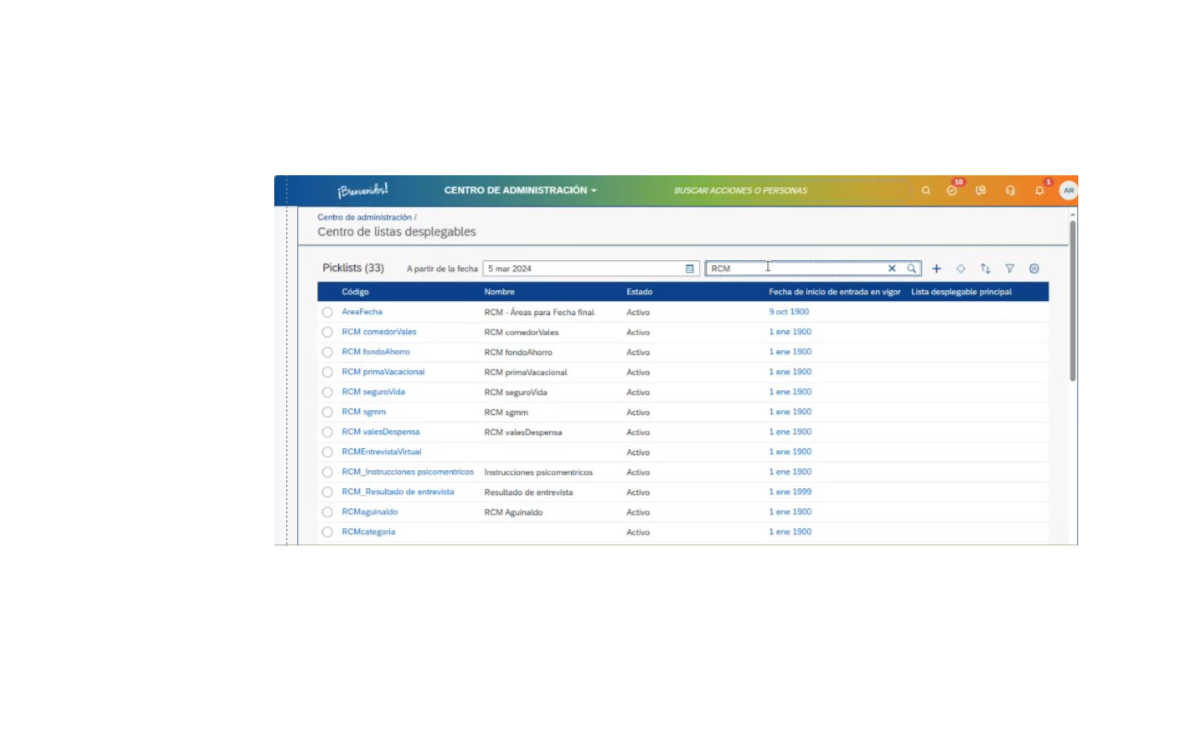 ¡Bienvenidos! CENTRO DE ADMINISTRACIÓN BUSCAR ACCIONES O PERSONAS 10 1 AR
Centro de administración /
Centro de listas desplegables
Picklists (33) A partir de la fecha 5 mar 2024 RCM
Código Nombre Estado Fecha de inicio de entrada en vigor Lista desplegable principal
AreaFecha RCM - Áreas para Fecha final Activo 9 oct 1900
RCM comedorVales RCM comedorVales Activo 1 ene 1900
RCM fondoAhorro RCM fondoAhorro Activo 1 ene 1900
RCM primaVacacional RCM primaVacacional Activo 1 ene 1900
RCM seguroVida RCM seguroVida Activo 1 ene 1900
RCM sgmm RCM sgmm Activo 1 ene 1900
RCM valesDespensa RCM valesDespensa Activo 1 ene 1900
RCMEntrevistaVirtual Activo 1 ene 1900
RCM_Instrucciones psicomentricos Instrucciones psicomentricos Activo 1 ene 1900
RCM_Resultado de entrevista Resultado de entrevista Activo 1 ene 1999
RCMaguinaldo RCM Aguinaldo Activo 1 ene 1900
RCMcategoria Activo 1 ene 1900